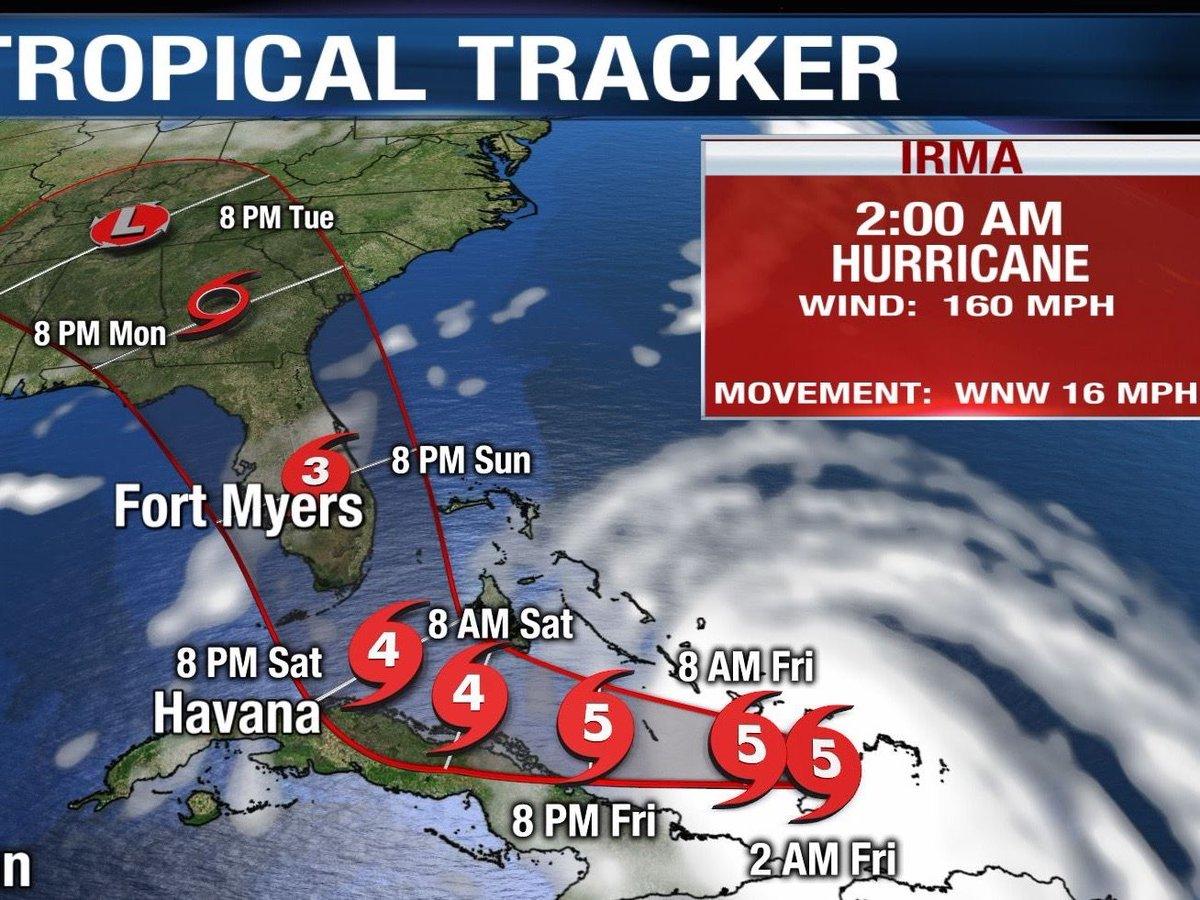 TROPICAL TRACKER
IRMA
2:00 AM
HURRICANE
WIND: 160 MPH
MOVEMENT: WNW 16 MPH
L
8 PM Tue
8 PM Mon
3
8 PM Sun
Fort Myers
4
8 AM Sat
8 PM Sat
4
8 AM Fri
Havana
5
5
5
8 PM Fri
2 AM Fri
n